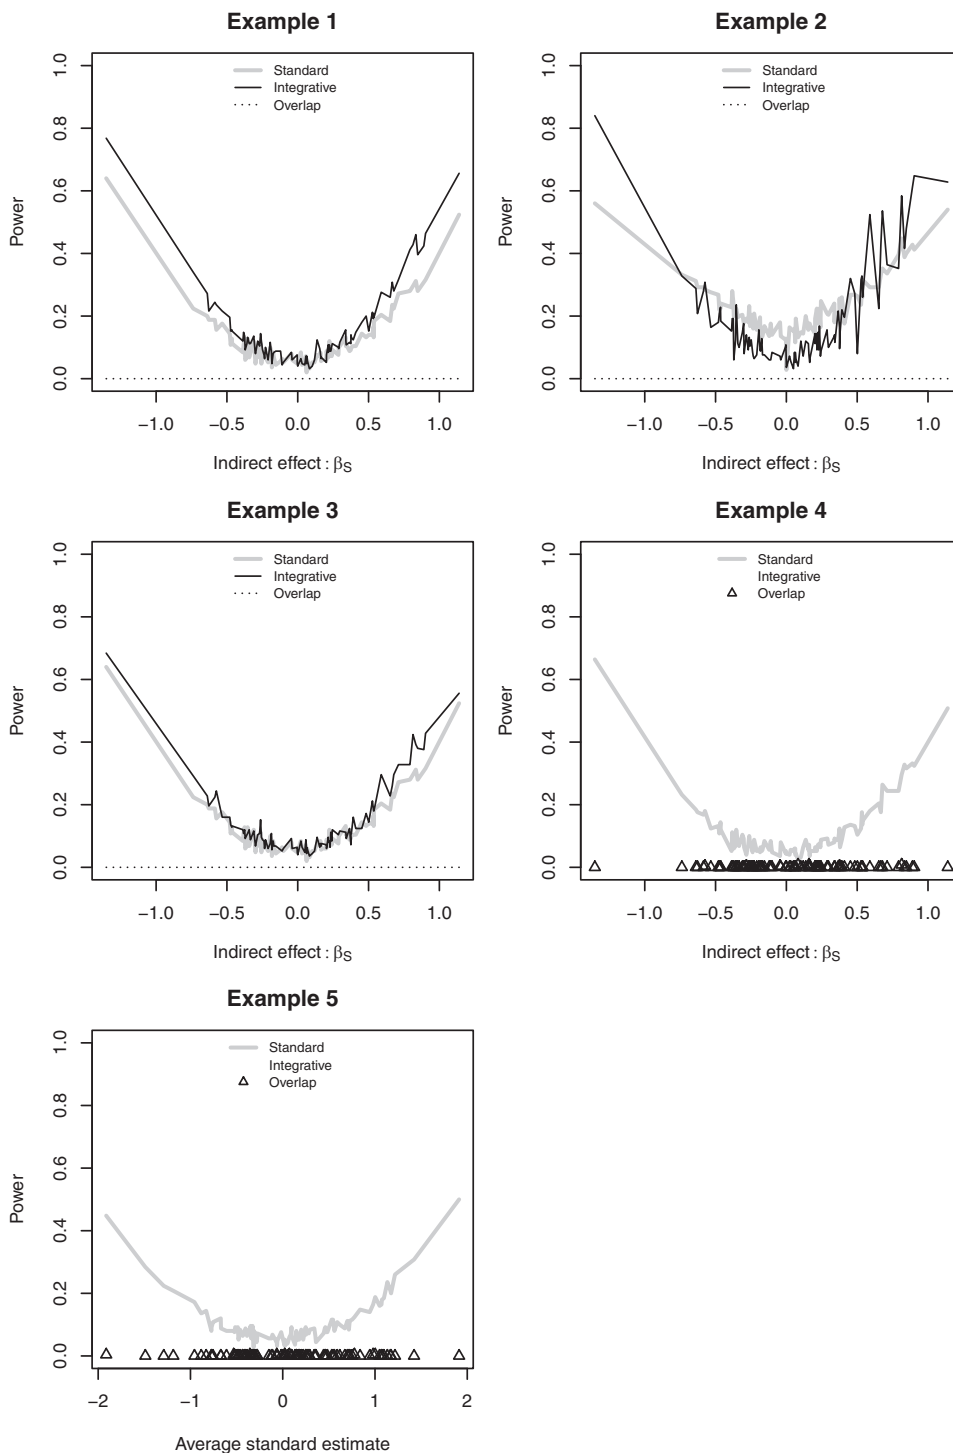 Example 1
Standard
Integrative
Overlap
Power
0.0 0.2 0.4 0.6 0.8 1.0
−1.0 −0.5 0.0 0.5 1.0
Indirect effect : βS
Example 2
Standard
Integrative
Overlap
Power
0.0 0.2 0.4 0.6 0.8 1.0
−1.0 −0.5 0.0 0.5 1.0
Indirect effect : βS
Example 3
Standard
Integrative
Overlap
Power
0.0 0.2 0.4 0.6 0.8 1.0
−1.0 −0.5 0.0 0.5 1.0
Indirect effect : βS
Example 4
Standard
Integrative
Overlap
Power
0.0 0.2 0.4 0.6 0.8 1.0
−1.0 −0.5 0.0 0.5 1.0
Indirect effect : βS
Example 5
Standard
Integrative
Overlap
Power
0.0 0.2 0.4 0.6 0.8 1.0
−2 −1 0 1 2
Average standard estimate